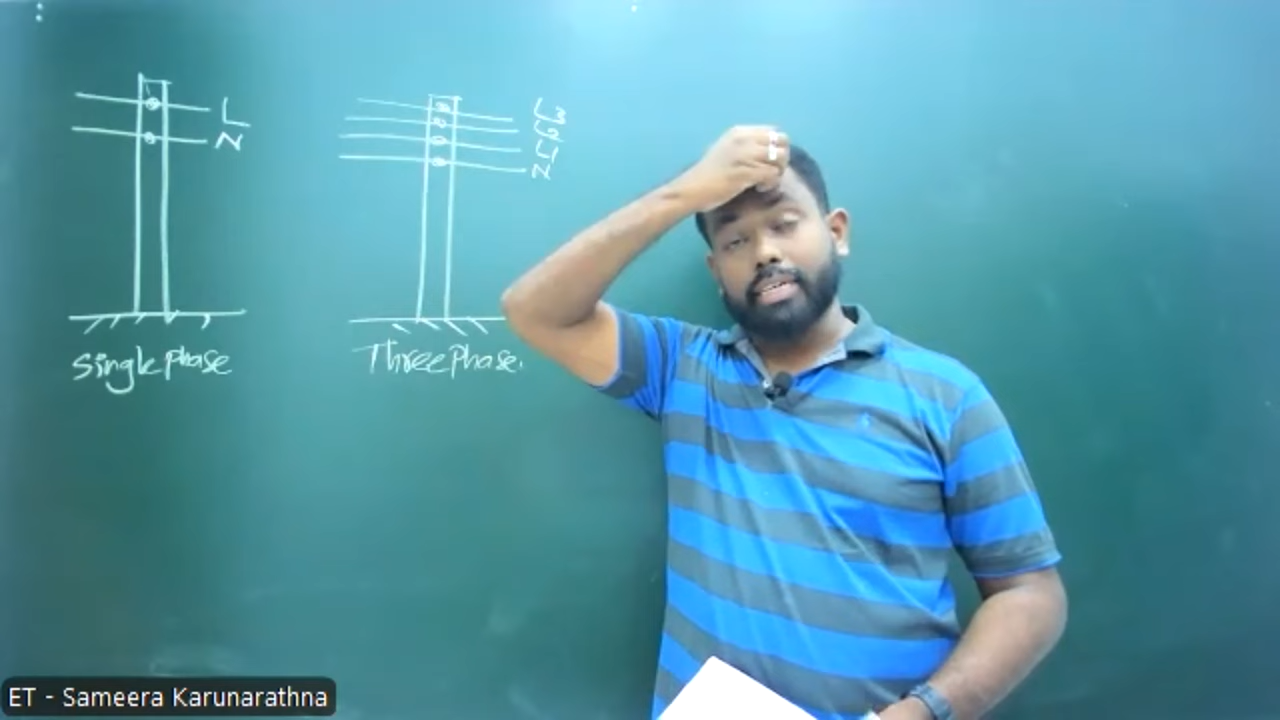 L
N
L3
L2
L1
N
Single phase
Three Phase.
ET - Sameera Karunarathna